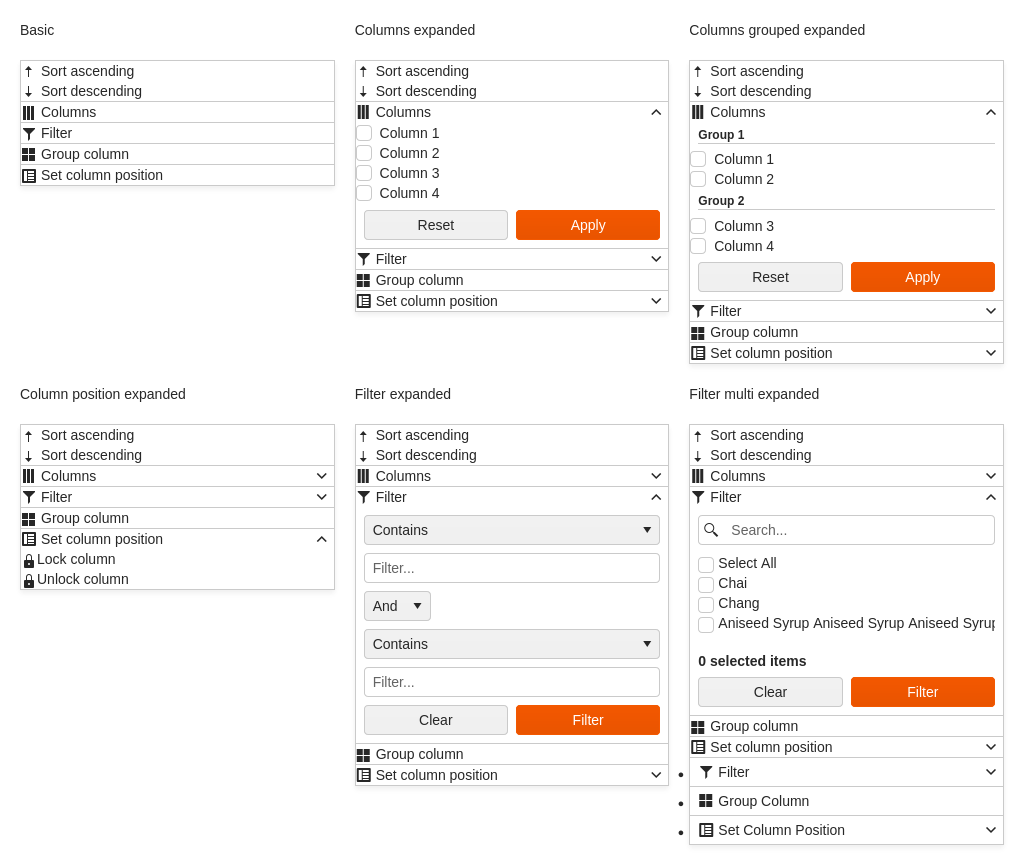 Basic
Sort ascending
Sort descending
Columns
Filter
Group column
Set column position
Columns expanded
Sort ascending
Sort descending
Columns
Column 1
Column 2
Column 3
Column 4
Reset Apply
Filter
Group column
Set column position
Columns grouped expanded
Sort ascending
Sort descending
Columns
Group 1
Column 1
Column 2
Group 2
Column 3
Column 4
Reset Apply
Filter
Group column
Set column position
Column position expanded
Sort ascending
Sort descending
Columns
Filter
Group column
Set column position
Lock column
Unlock column
Filter expanded
Sort ascending
Sort descending
Columns
Filter
Contains
Filter...
And
Contains
Filter...
Clear Filter
Group column
Set column position
Filter multi expanded
Sort ascending
Sort descending
Columns
Filter
Search...
Select All
Chai
Chang
Aniseed Syrup Aniseed Syrup Aniseed Syrup
0 selected items
Clear Filter
Group column
Set column position
Filter
Group Column
Set Column Position